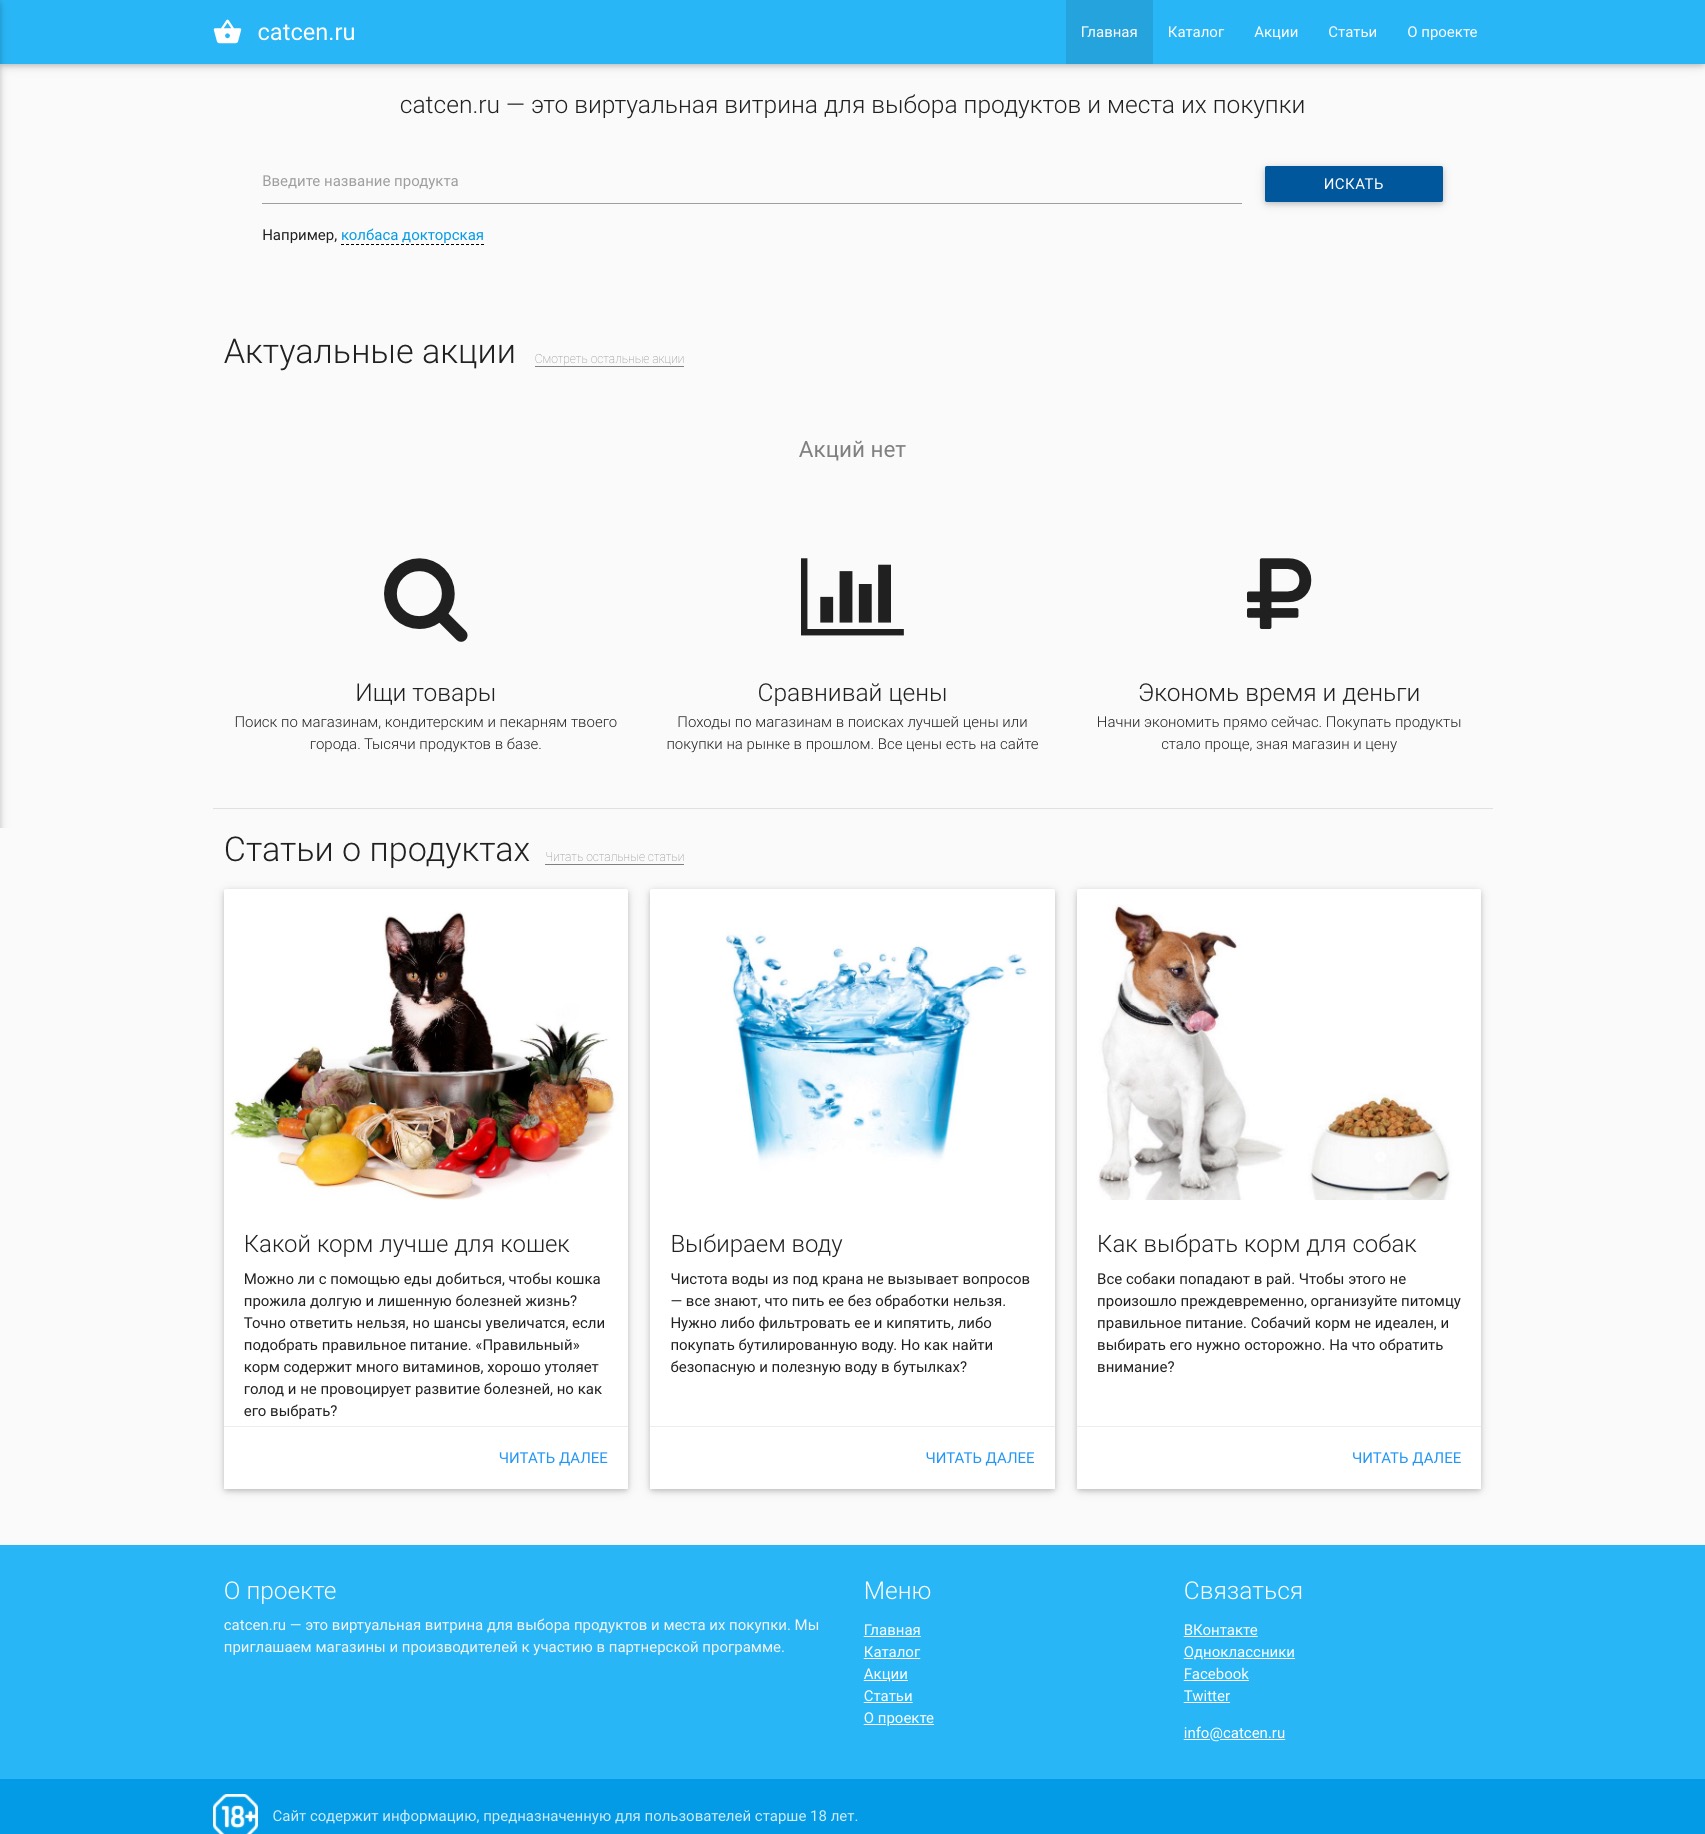 catcen.ru
Главная Каталог Акции Статьи О проекте
catcen.ru — это виртуальная витрина для выбора продуктов и места их покупки
Введите название продукта
ИСКАТЬ
Например, колбаса докторская
Актуальные акции Смотреть остальные акции
Акций нет
Ищи товары
Поиск по магазинам, кондитерским и пекарням твоего
города. Тысячи продуктов в базе.
Сравнивай цены
Походы по магазинам в поисках лучшей цены или
покупки на рынке в прошлом. Все цены есть на сайте
Экономь время и деньги
Начни экономить прямо сейчас. Покупать продукты
стало проще, зная магазин и цену
Статьи о продуктах Читать остальные статьи
Какой корм лучше для кошек
Можно ли с помощью еды добиться, чтобы кошка
прожила долгую и лишенную болезней жизнь?
Точно ответить нельзя, но шансы увеличатся, если
подобрать правильное питание. «Правильный»
корм содержит много витаминов, хорошо утоляет
голод и не провоцирует развитие болезней, но как
его выбрать?
ЧИТАТЬ ДАЛЕЕ
Выбираем воду
Чистота воды из под крана не вызывает вопросов
— все знают, что пить ее без обработки нельзя.
Нужно либо фильтровать ее и кипятить, либо
покупать бутилированную воду. Но как найти
безопасную и полезную воду в бутылках?
ЧИТАТЬ ДАЛЕЕ
Как выбрать корм для собак
Все собаки попадают в рай. Чтобы этого не
произошло преждевременно, организуйте питомцу
правильное питание. Собачий корм не идеален, и
выбирать его нужно осторожно. На что обратить
внимание?
ЧИТАТЬ ДАЛЕЕ
О проекте
catcen.ru — это виртуальная витрина для выбора продуктов и места их покупки. Мы
приглашаем магазины и производителей к участию в партнерской программе.
Меню
Главная
Каталог
Акции
Статьи
О проекте
Связаться
ВКонтакте
Одноклассники
Facebook
Twitter
info@catcen.ru
18+ Сайт содержит информацию, предназначенную для пользователей старше 18 лет.